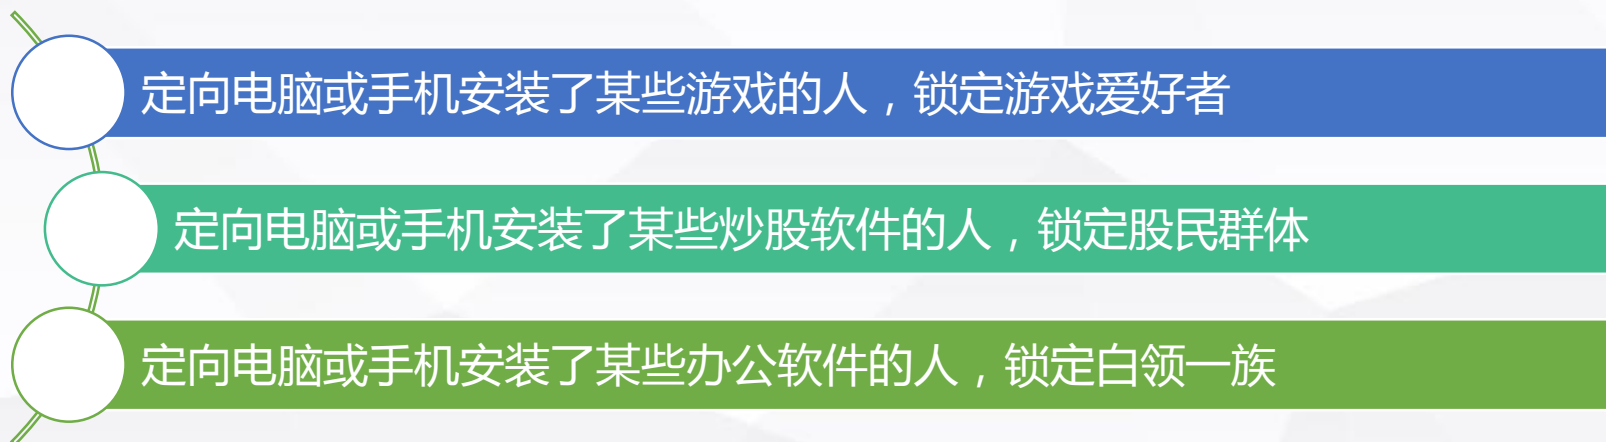 定向电脑或手机安装了某些游戏的人，锁定游戏爱好者
定向电脑或手机安装了某些炒股软件的人，锁定股民群体
定向电脑或手机安装了某些办公软件的人，锁定白领一族